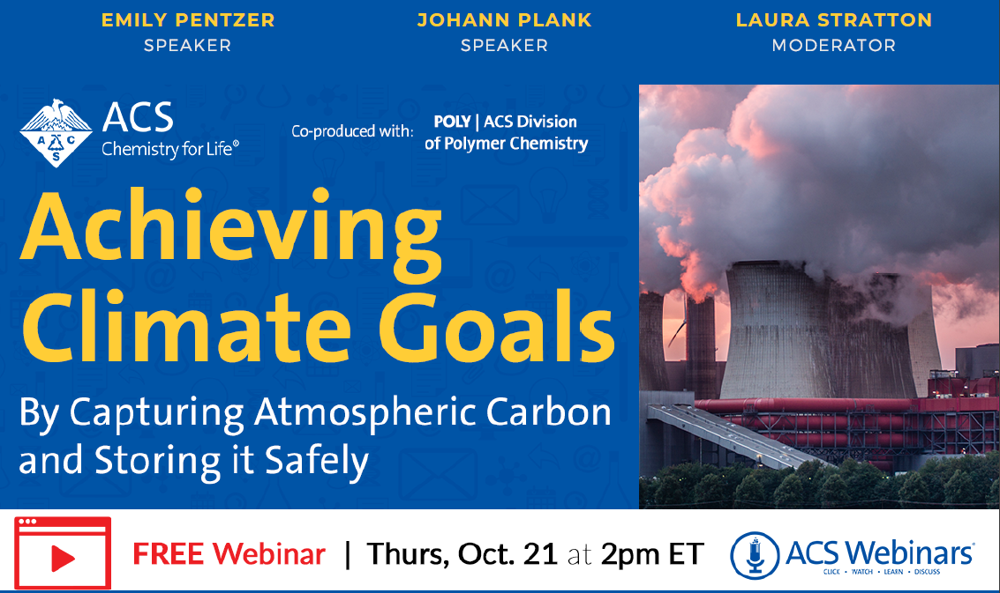 EMILY PENTZER
SPEAKER
JOHANN PLANK
SPEAKER
LAURA STRATTON
MODERATOR
ACS
Chemistry for Life®
A C S
Co-produced with:
POLY | ACS Division
of Polymer Chemistry
Achieving
Climate Goals
By Capturing Atmospheric Carbon
and Storing it Safely
FREE Webinar | Thurs, Oct. 21 at 2pm ET
ACS Webinars®
CLICK • WATCH • LEARN • DISCUSS